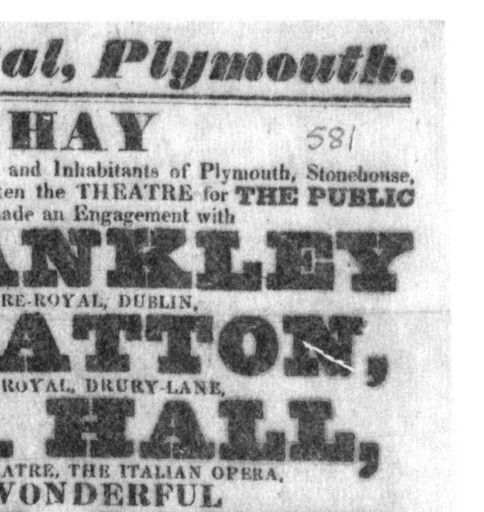 al, Plymouth.
HAY
581
and Inhabitants of Plymouth, Stonehouse,
ken the THEATRE for THE PUBLIC
ade an Engagement with
ANKLEY
RE-ROYAL, DUBLIN,
ATTON,
ROYAL, DRURY-LANE,
. HALL,
ATRE, THE ITALIAN OPERA,
WONDERFUL